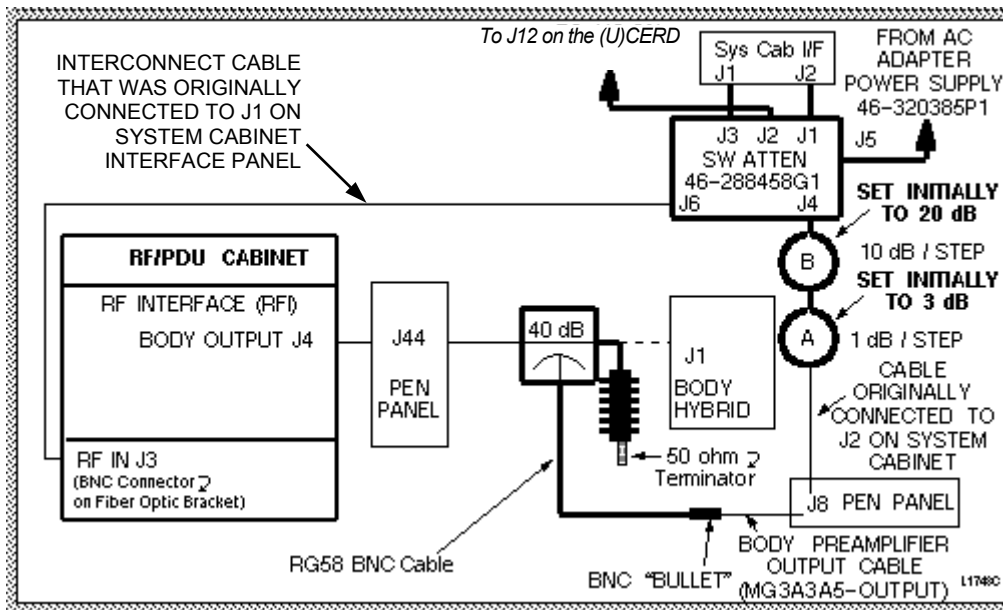 To J12 on the (U)CERD
Sys Cab I/F
J1 J2
FROM AC
ADAPTER
POWER SUPPLY
46-320385P1
INTERCONNECT CABLE
THAT WAS ORIGINALLY
CONNECTED TO J1 ON
SYSTEM CABINET
INTERFACE PANEL
J3 J2 J1
J5
SW ATTEN
46-288458G1
J6 J4
SET INITIALLY
TO 20 dB
B
10 dB / STEP
SET INITIALLY
TO 3 dB
A
1 dB / STEP
CABLE
ORIGINALLY
CONNECTED TO
J2 ON SYSTEM
CABINET
RF/PDU CABINET
RF INTERFACE (RFI)
BODY OUTPUT J4
J44
PEN
PANEL
40 dB
J1
BODY
HYBRID
RF IN J3
(BNC Connector
on Fiber Optic Bracket)
50 ohm
Terminator
J8 PEN PANEL
RG58 BNC Cable
BNC "BULLET"
BODY PREAMPLIFIER
OUTPUT CABLE
(MG3A3A5-OUTPUT)